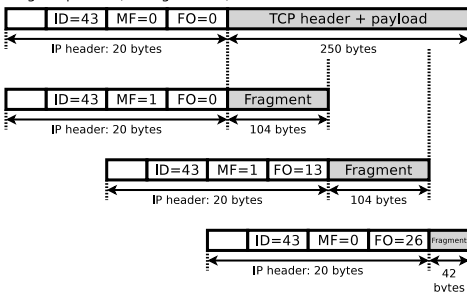 ID=43 MF=0 FO=0 TCP header + payload
IP header: 20 bytes 250 bytes
ID=43 MF=1 FO=0 Fragment
IP header: 20 bytes 104 bytes
ID=43 MF=1 FO=13 Fragment
IP header: 20 bytes 104 bytes
ID=43 MF=0 FO=26 Fragment
IP header: 20 bytes 42
bytes